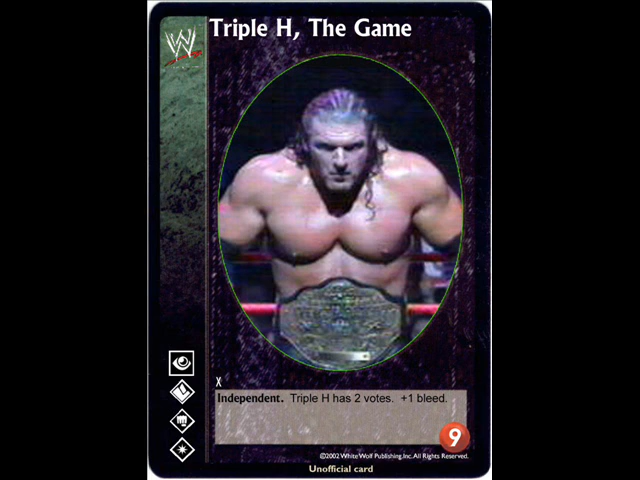 Triple H, The Game
W
X
Independent. Triple H has 2 votes. +1 bleed.
9
©2002 White Wolf Publishing, Inc. All Rights Reserved.
Unofficial card